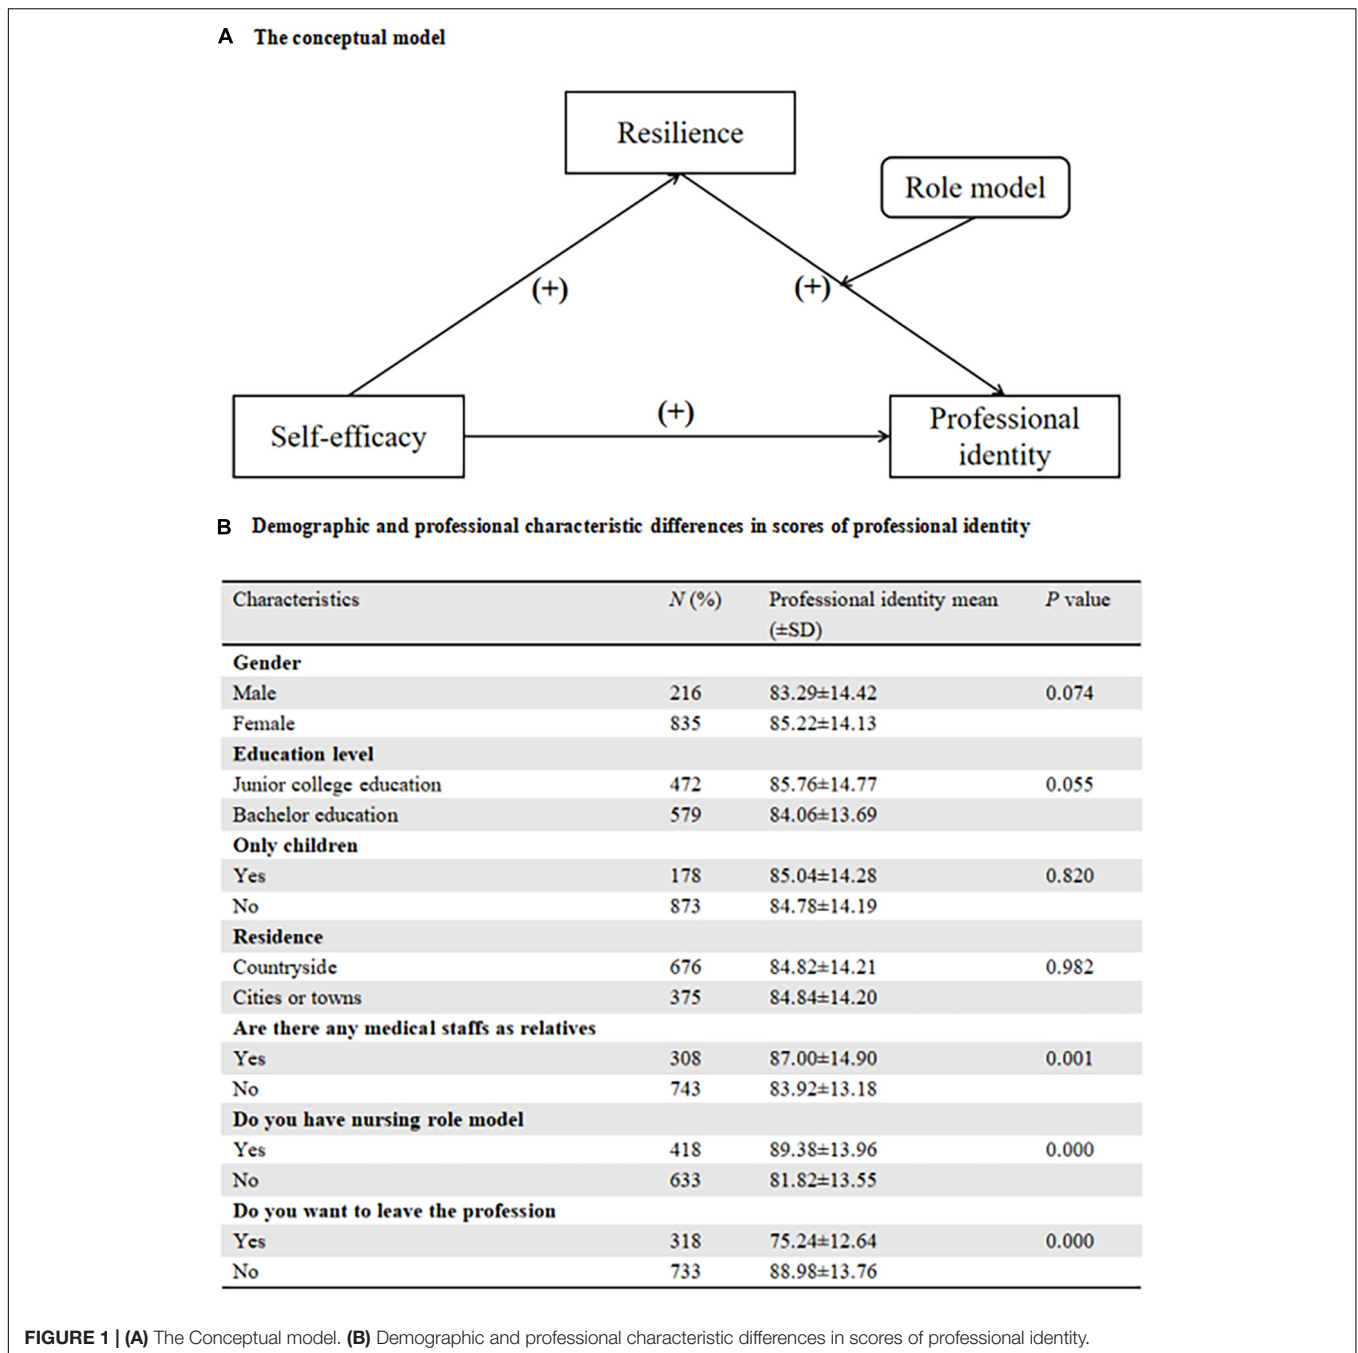 A The conceptual model
Resilience
Role model
(+)
(+)
(+)
Self-efficacy
Professional
identity
B Demographic and professional characteristic differences in scores of professional identity
Characteristics N (%) Professional identity mean P value
(±SD)
Gender
Male 216 83.29±14.42 0.074
Female 835 85.22±14.13
Education level
Junior college education 472 85.76±14.77 0.055
Bachelor education 579 84.06±13.69
Only children
Yes 178 85.04±14.28 0.820
No 873 84.78±14.19
Residence
Countryside 676 84.82±14.21 0.982
Cities or towns 375 84.84±14.20
Are there any medical staffs as relatives
Yes 308 87.00±14.90 0.001
No 743 83.92±13.18
Do you have nursing role model
Yes 418 89.38±13.96 0.000
No 633 81.82±13.55
Do you want to leave the profession
Yes 318 75.24±12.64 0.000
No 733 88.98±13.76
FIGURE 1 | (A) The Conceptual model. (B) Demographic and professional characteristic differences in scores of professional identity.